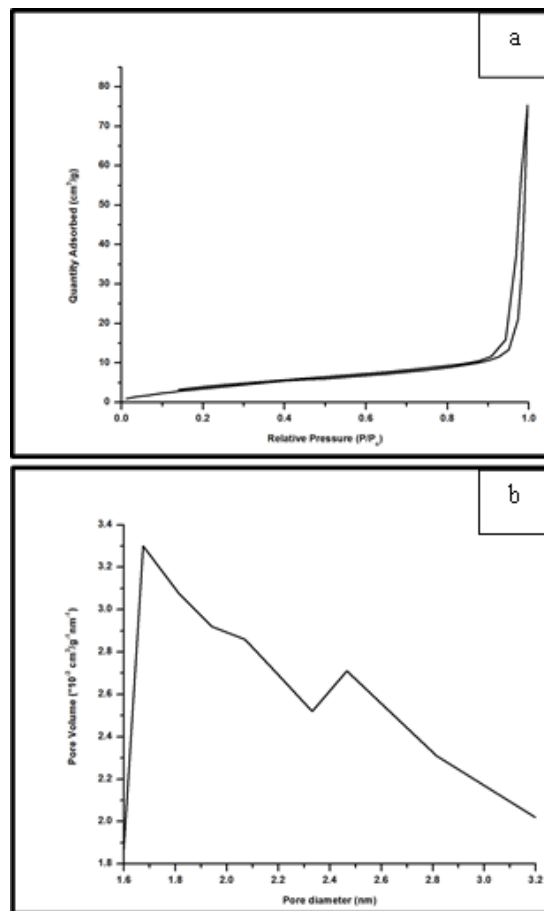 a
80
70
60
50
40
30
20
10
0
Quantity Adsorbed (cm³/g)
0.0 0.2 0.4 0.6 0.8 1.0
Relative Pressure (P/Pₒ)
b
3.4
3.2
3.0
2.8
2.6
2.4
2.2
2.0
1.8
Pore Volume (*10⁻³ cm³/g⁻¹ nm⁻¹)
1.6 1.8 2.0 2.2 2.4 2.6 2.8 3.0 3.2
Pore diameter (nm)